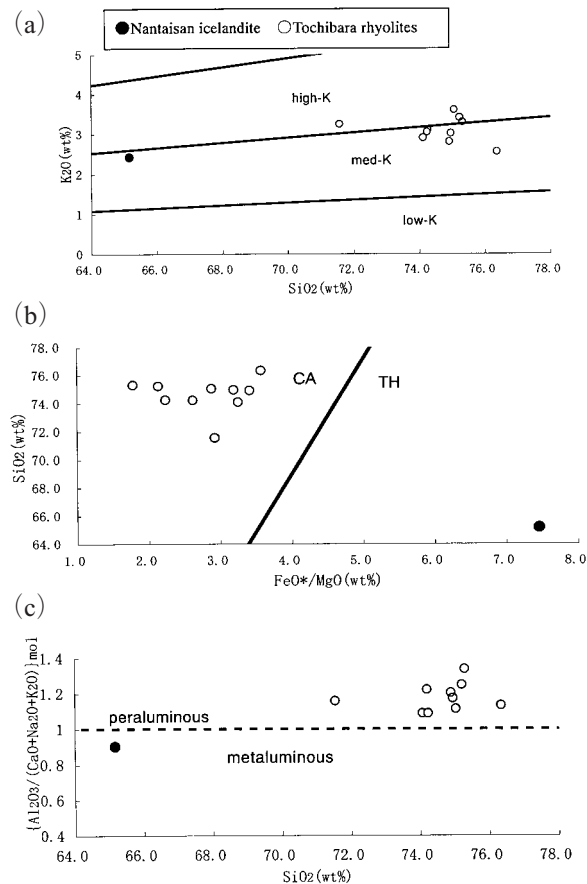 (a)
Nantaisan icelandite Tochibara rhyolites
5
4
3
2
1
0
K2O(wt%)
high-K
med-K
low-K
64.0 66.0 68.0 70.0 72.0 74.0 76.0 78.0
SiO2(wt%)
(b)
78.0
76.0
74.0
72.0
70.0
68.0
66.0
64.0
SiO2(wt%)
CA TH
1.0 2.0 3.0 4.0 5.0 6.0 7.0 8.0
FeO*/MgO(wt%)
(c)
1.4
1.2
1
0.8
0.6
0.4
{Al2O3/(CaO+Na2O+K2O)}mol
peraluminous
metaluminous
64.0 66.0 68.0 70.0 72.0 74.0 76.0 78.0
SiO2(wt%)